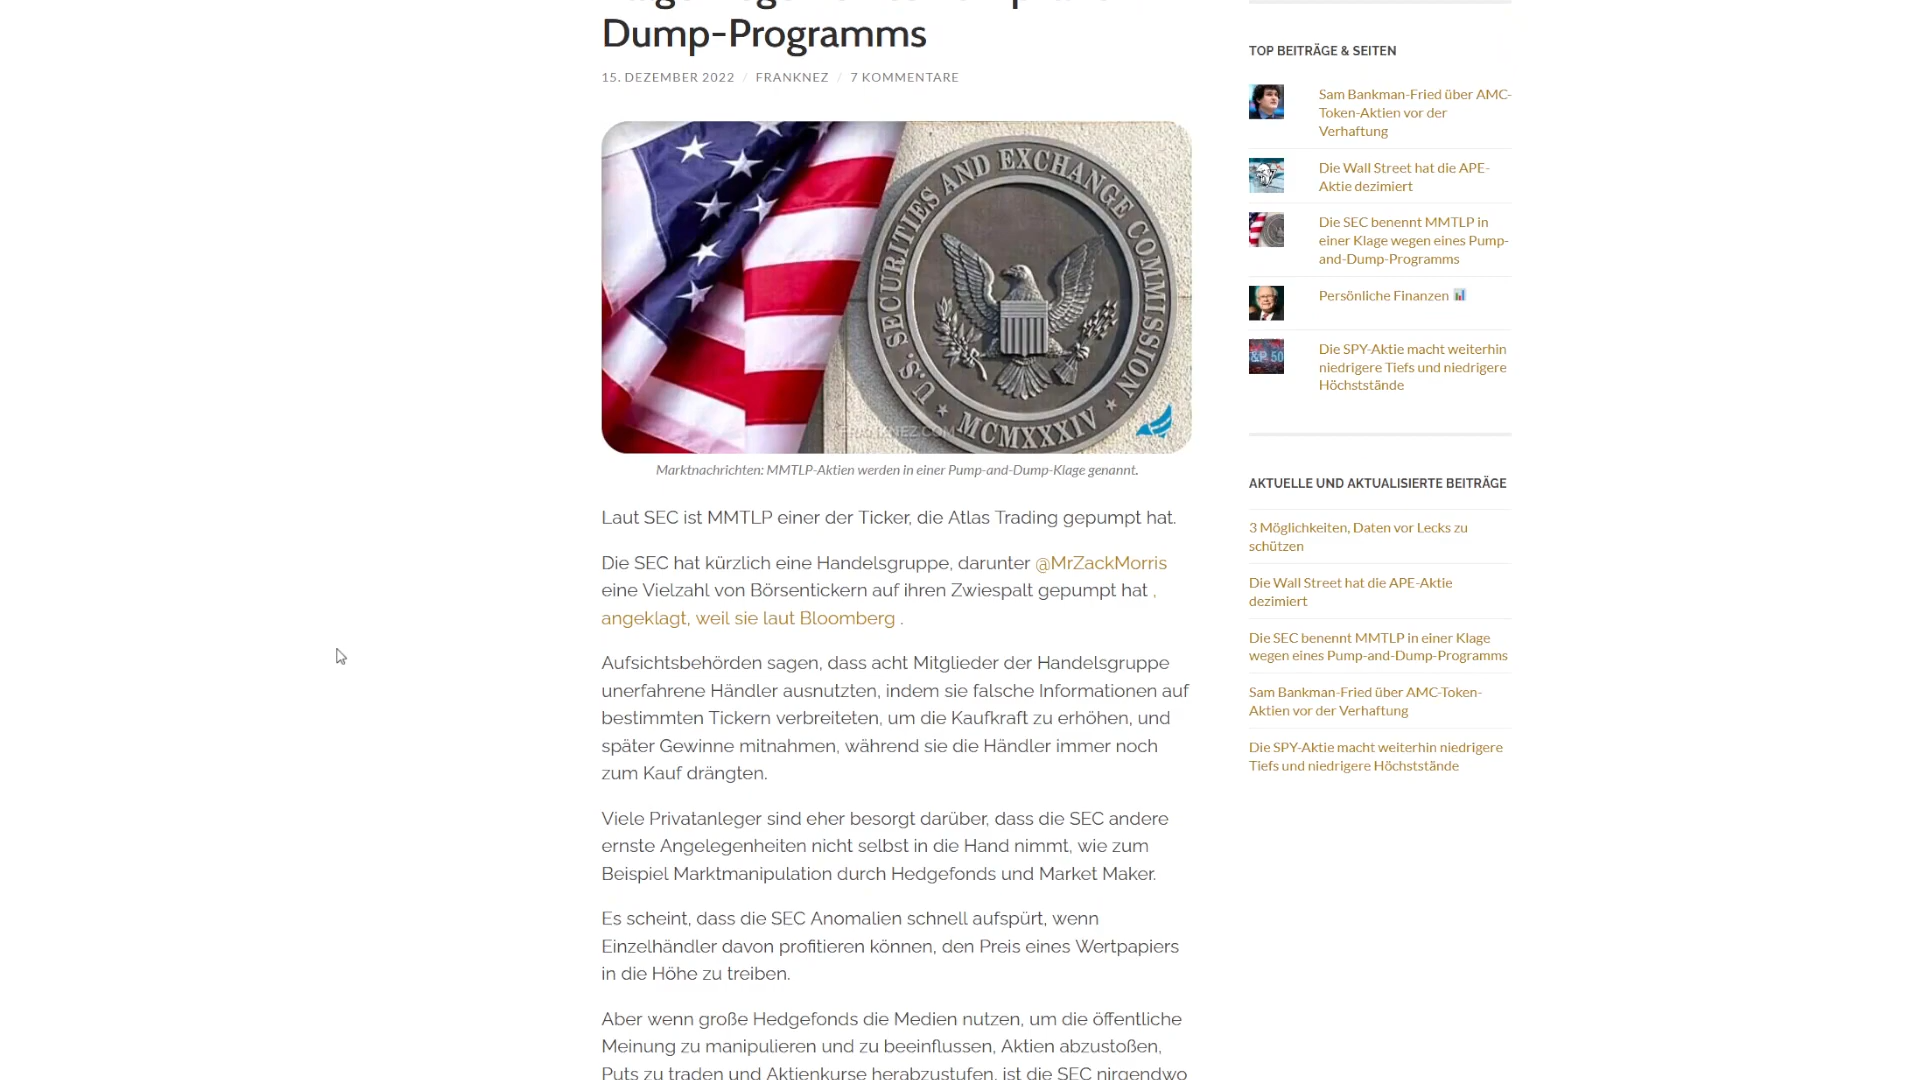 Dump-Programms
15. DEZEMBER 2022 / FRANKNEZ / 7 KOMMENTARE
U.S. SECURITIES AND EXCHANGE COMMISSION
MCMXXXIV
FRANKNEZ.COM
Marktnachrichten: MMTLP-Aktien werden in einer Pump-and-Dump-Klage genannt.
Laut SEC ist MMTLP einer der Ticker, die Atlas Trading gepumpt hat.
Die SEC hat kürzlich eine Handelsgruppe, darunter @MrZackMorris
eine Vielzahl von Börsentickern auf ihren Zwiespalt gepumpt hat ,
angeklagt, weil sie laut Bloomberg .
Aufsichtsbehörden sagen, dass acht Mitglieder der Handelsgruppe
unerfahrene Händler ausnutzten, indem sie falsche Informationen auf
bestimmten Tickern verbreiteten, um die Kaufkraft zu erhöhen, und
später Gewinne mitnahmen, während sie die Händler immer noch
zum Kauf drängten.
Viele Privatanleger sind eher besorgt darüber, dass die SEC andere
ernste Angelegenheiten nicht selbst in die Hand nimmt, wie zum
Beispiel Marktmanipulation durch Hedgefonds und Market Maker.
Es scheint, dass die SEC Anomalien schnell aufspürt, wenn
Einzelhändler davon profitieren können, den Preis eines Wertpapiers
in die Höhe zu treiben.
Aber wenn große Hedgefonds die Medien nutzen, um die öffentliche
Meinung zu manipulieren und zu beeinflussen, Aktien abzustoßen,
Puts zu traden und Aktienkurse herabzustufen, ist die SEC nirgendwo
TOP BEITRÄGE & SEITEN
Sam Bankman-Fried über AMC-
Token-Aktien vor der
Verhaftung
Die Wall Street hat die APE-
Aktie dezimiert
Die SEC benennt MMTLP in
einer Klage wegen eines Pump-
and-Dump-Programms
Persönliche Finanzen
&P 50
Die SPY-Aktie macht weiterhin
niedrigere Tiefs und niedrigere
Höchststände
AKTUELLE UND AKTUALISIERTE BEITRÄGE
3 Möglichkeiten, Daten vor Lecks zu
schützen
Die Wall Street hat die APE-Aktie
dezimiert
Die SEC benennt MMTLP in einer Klage
wegen eines Pump-and-Dump-Programms
Sam Bankman-Fried über AMC-Token-
Aktien vor der Verhaftung
Die SPY-Aktie macht weiterhin niedrigere
Tiefs und niedrigere Höchststände